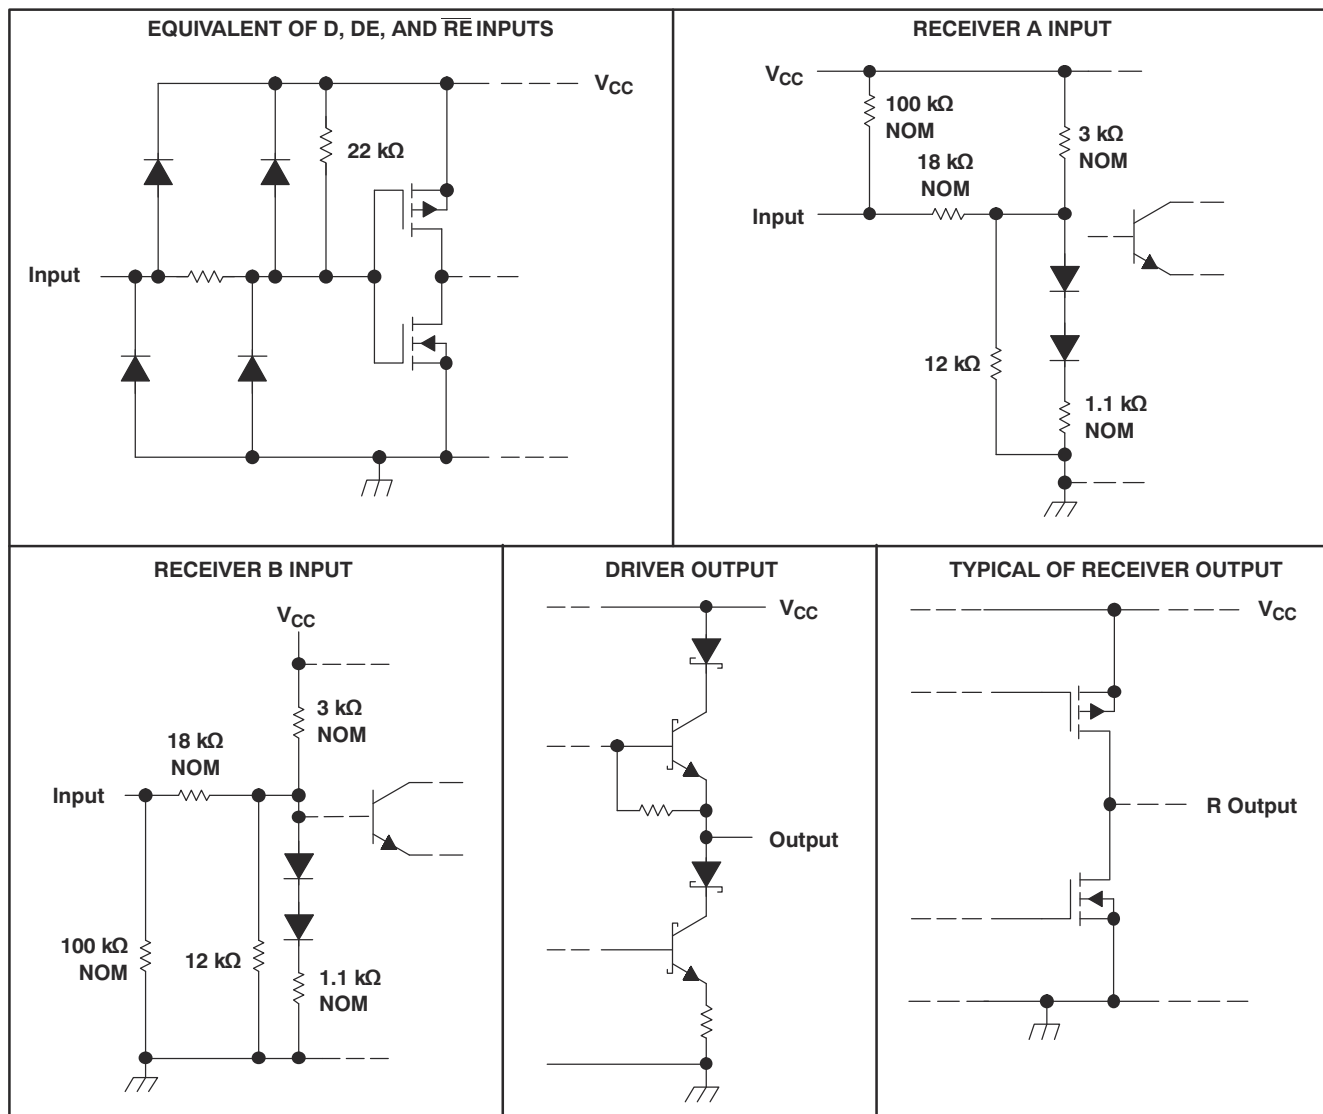 EQUIVALENT OF D, DE, AND R̅E̅ INPUTS
VCC
22 kΩ
Input
RECEIVER A INPUT
VCC
100 kΩ
NOM
3 kΩ
NOM
18 kΩ
NOM
Input
12 kΩ
1.1 kΩ
NOM
RECEIVER B INPUT
VCC
3 kΩ
NOM
18 kΩ
NOM
Input
100 kΩ
NOM
12 kΩ
1.1 kΩ
NOM
DRIVER OUTPUT
VCC
Output
TYPICAL OF RECEIVER OUTPUT
VCC
R Output